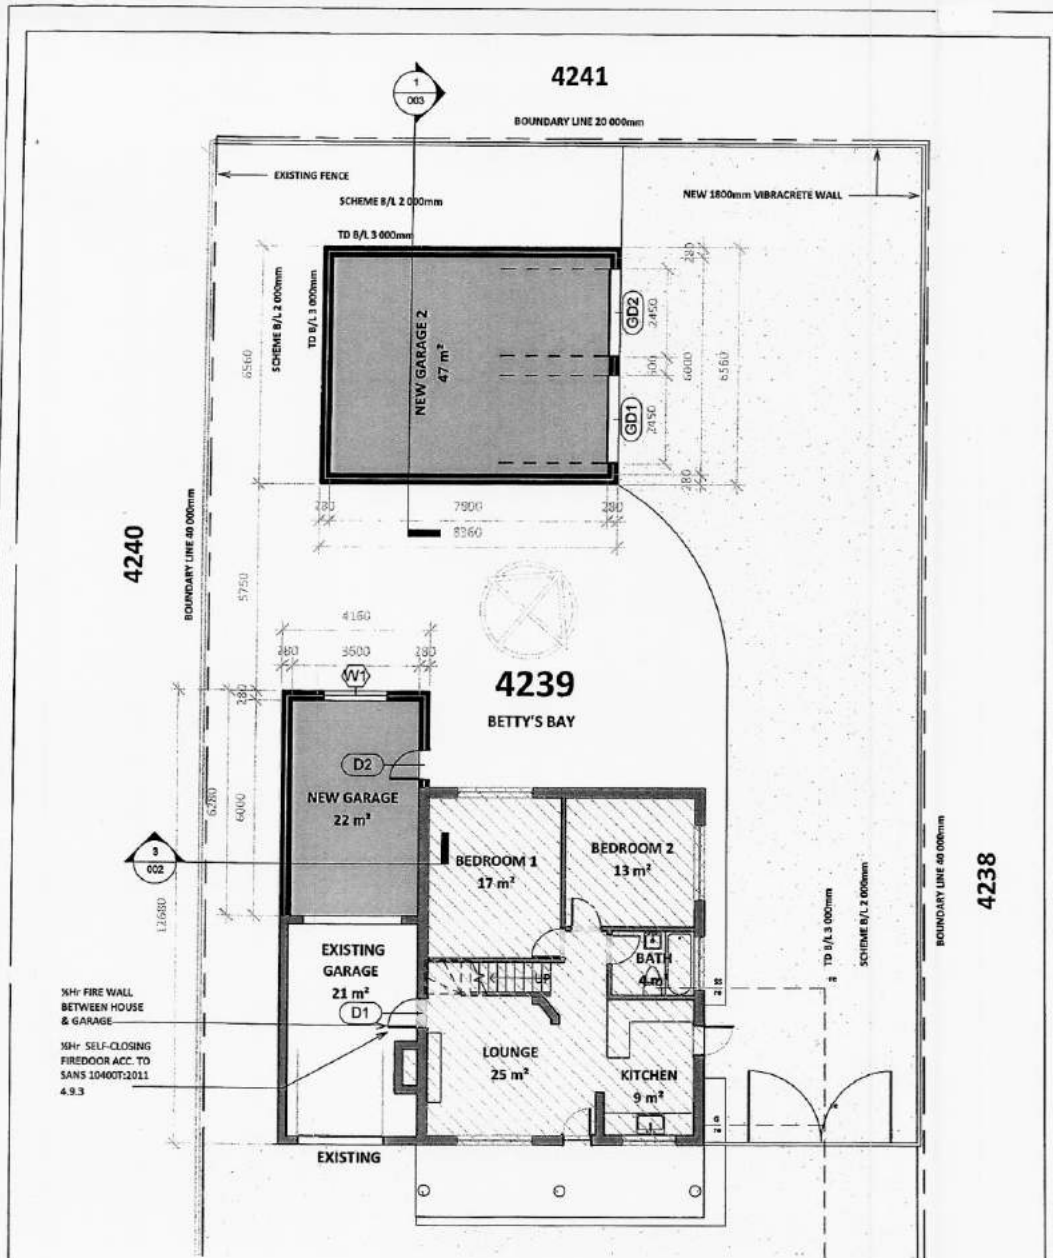 4241
1
003
BOUNDARY LINE 20 000mm
EXISTING FENCE
SCHEME B/L 2 000mm
NEW 1800mm VIBRACRETE WALL
TD B/L 3 000mm
SCHEME B/L 2 000mm
TD B/L 3 000mm
6560
NEW GARAGE 2
47 m²
GD2
2450
600
GD1
2450
280
6000
280
6560
280
7800
280
8360
4240
BOUNDARY LINE 40 000mm
5750
4160
280
3600
280
W1
4239
BETTY'S BAY
280
D2
NEW GARAGE
22 m²
6280
6000
12680
3
002
BEDROOM 1
17 m²
BEDROOM 2
13 m²
4238
BOUNDARY LINE 40 000mm
TD B/L 3 000mm
SCHEME B/L 2 000mm
EXISTING
GARAGE
21 m²
D1
UP
BATH
4 m²
½Hr FIRE WALL
BETWEEN HOUSE
& GARAGE
½Hr SELF-CLOSING
FIREDOOR ACC. TO
SANS 10400T:2011
4.9.3
LOUNGE
25 m²
KITCHEN
9 m²
EXISTING